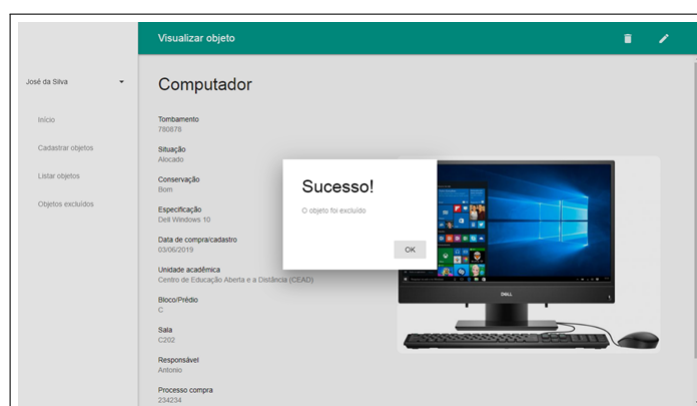 Visualizar objeto
José da Silva
Computador
Início
Cadastrar objetos
Listar objetos
Objetos excluídos
Tombamento
780878
Situação
Alocado
Conservação
Bom
Especificação
Dell Windows 10
Data de compra/cadastro
03/06/2019
Unidade acadêmica
Centro de Educação Aberta e a Distância (CEAD)
Bloco/Prédio
C
Sala
C202
Responsável
Antonio
Processo compra
234234
Sucesso!
O objeto foi excluído
OK
DELL